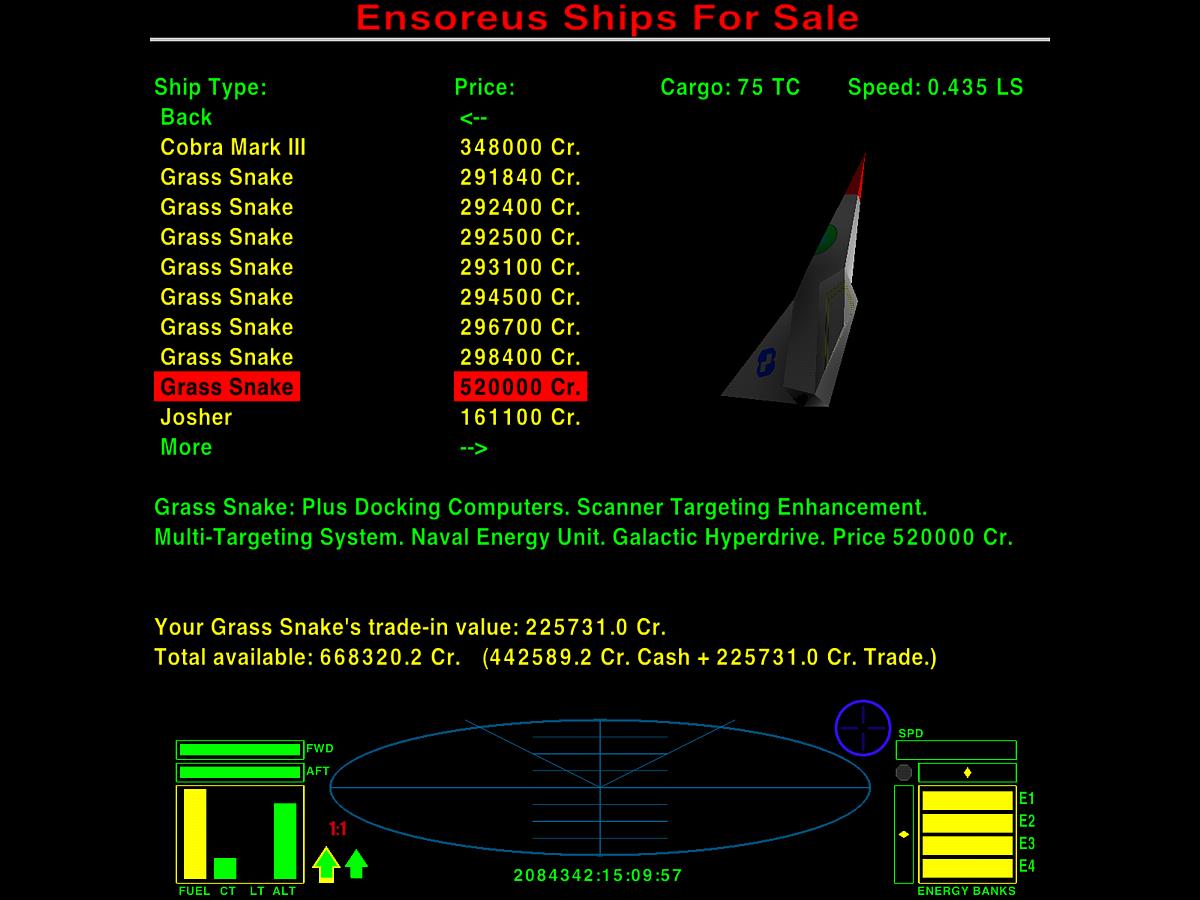 Ensoreus Ships For Sale
Ship Type: Price: Cargo: 75 TC Speed: 0.435 LS
Back <--
Cobra Mark III 348000 Cr.
Grass Snake 291840 Cr.
Grass Snake 292400 Cr.
Grass Snake 292500 Cr.
Grass Snake 293100 Cr.
Grass Snake 294500 Cr.
Grass Snake 296700 Cr.
Grass Snake 298400 Cr.
Grass Snake 520000 Cr.
Josher 161100 Cr.
More -->
Grass Snake: Plus Docking Computers. Scanner Targeting Enhancement.
Multi-Targeting System. Naval Energy Unit. Galactic Hyperdrive. Price 520000 Cr.
Your Grass Snake's trade-in value: 225731.0 Cr.
Total available: 668320.2 Cr. (442589.2 Cr. Cash + 225731.0 Cr. Trade.)
SPD
FWD
AFT
E1
E2
E3
E4
1:1
2084342:15:09:57
FUEL CT LT ALT
ENERGY BANKS